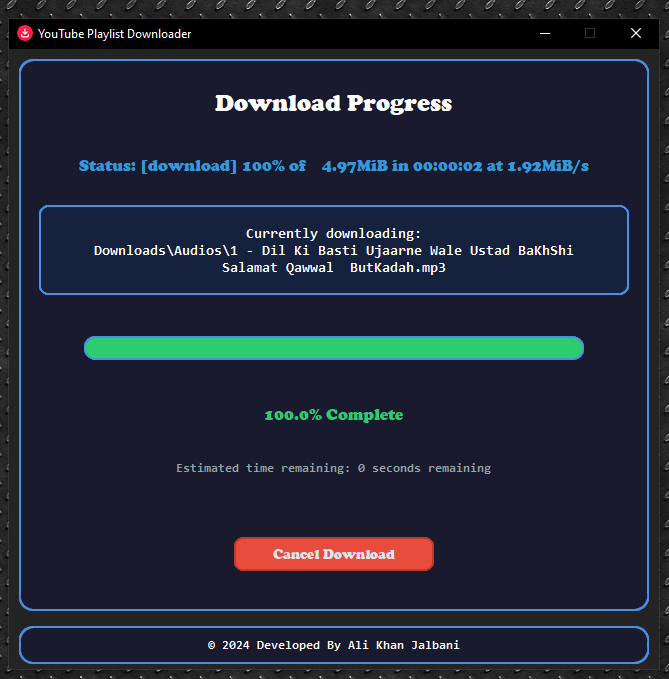 YouTube Playlist Downloader
Download Progress
Status: [download] 100% of   4.97MiB in 00:00:02 at 1.92MiB/s
Currently downloading:
Downloads\Audios\1 - Dil Ki Basti Ujaarne Wale Ustad BaKhShi
Salamat Qawwal  ButKadah.mp3
100.0% Complete
Estimated time remaining: 0 seconds remaining
Cancel Download
© 2024 Developed By Ali Khan Jalbani